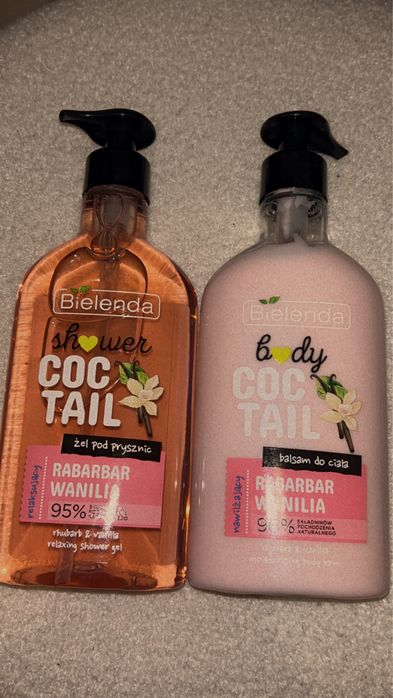 Bielenda
shower
COC
TAIL
żel pod prysznic
relaksujący
RABARBAR
WANILIA
95%
rhubarb & vanilla
relaxing shower gel
Bielenda
body
COC
TAIL
balsam do ciała
nawilżający
RABARBAR
WANILIA
SKŁADNIKÓW
POCHODZENIA
NATURALNEGO